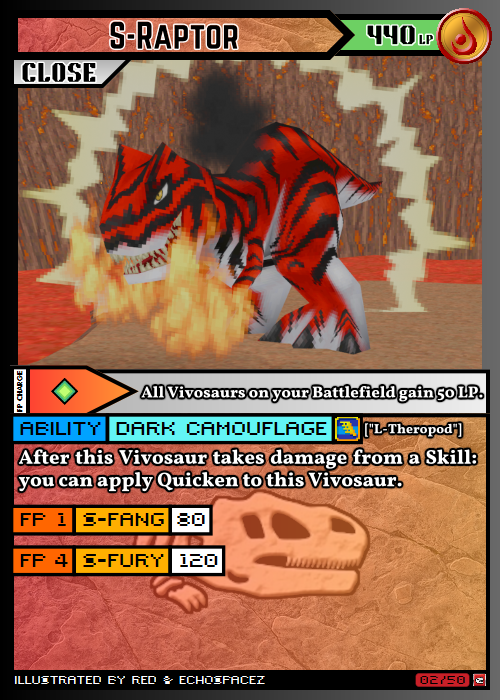 S-Raptor
440 LP
CLOSE
FP CHARGE
All Vivosaurs on your Battlefield gain 50 LP.
ABILITY DARK CAMOUFLAGE ["L-Theropod"]
After this Vivosaur takes damage from a Skill:
you can apply Quicken to this Vivosaur.
FP 1 S-FANG 80
FP 4 S-FURY 120
ILLUSTRATED BY RED & ECHOSPACEZ
02/50